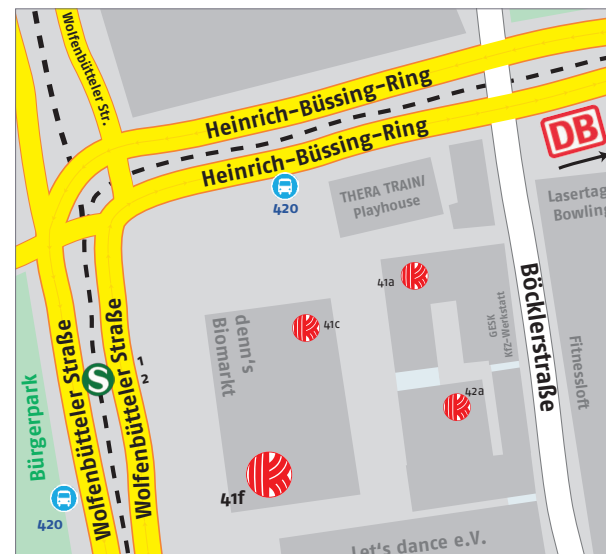 Wolfenbütteler Str.
Heinrich-Büssing-Ring
Heinrich-Büssing-Ring
DB
420
THERA TRAIN/
Playhouse
Lasertag
Bowling
41a
41c
denn's
Biomarkt
GESK
KfZ-Werkstatt
Böcklerstraße
Fitnessloft
Wolfenbütteler Straße
Wolfenbütteler Straße
1
2
S
Bürgerpark
42a
41f
420
Let's dance e.V.